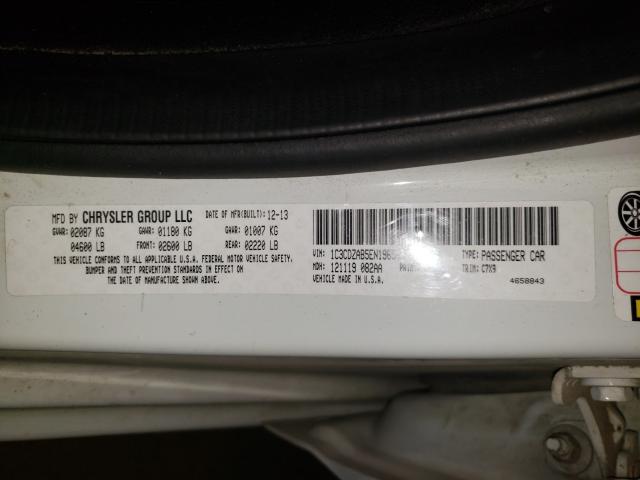 MFD BY CHRYSLER GROUP LLC DATE OF MFR(BUILT): 12-13
GVWR: 02087 KG GAWR: 01180 KG GAWR: 01007 KG
04600 LB FRONT: 02600 LB REAR: 02220 LB
THIS VEHICLE CONFORMS TO ALL APPLICABLE U.S.A. FEDERAL MOTOR VEHICLE SAFETY,
BUMPER AND THEFT PREVENTION STANDARDS IN EFFECT ON
THE DATE OF MANUFACTURE SHOWN ABOVE.
VIN: TYPE: PASSENGER CAR
MDH: 121119 082AA TRIM: C7X9
VEHICLE MADE IN U.S.A. 4658843